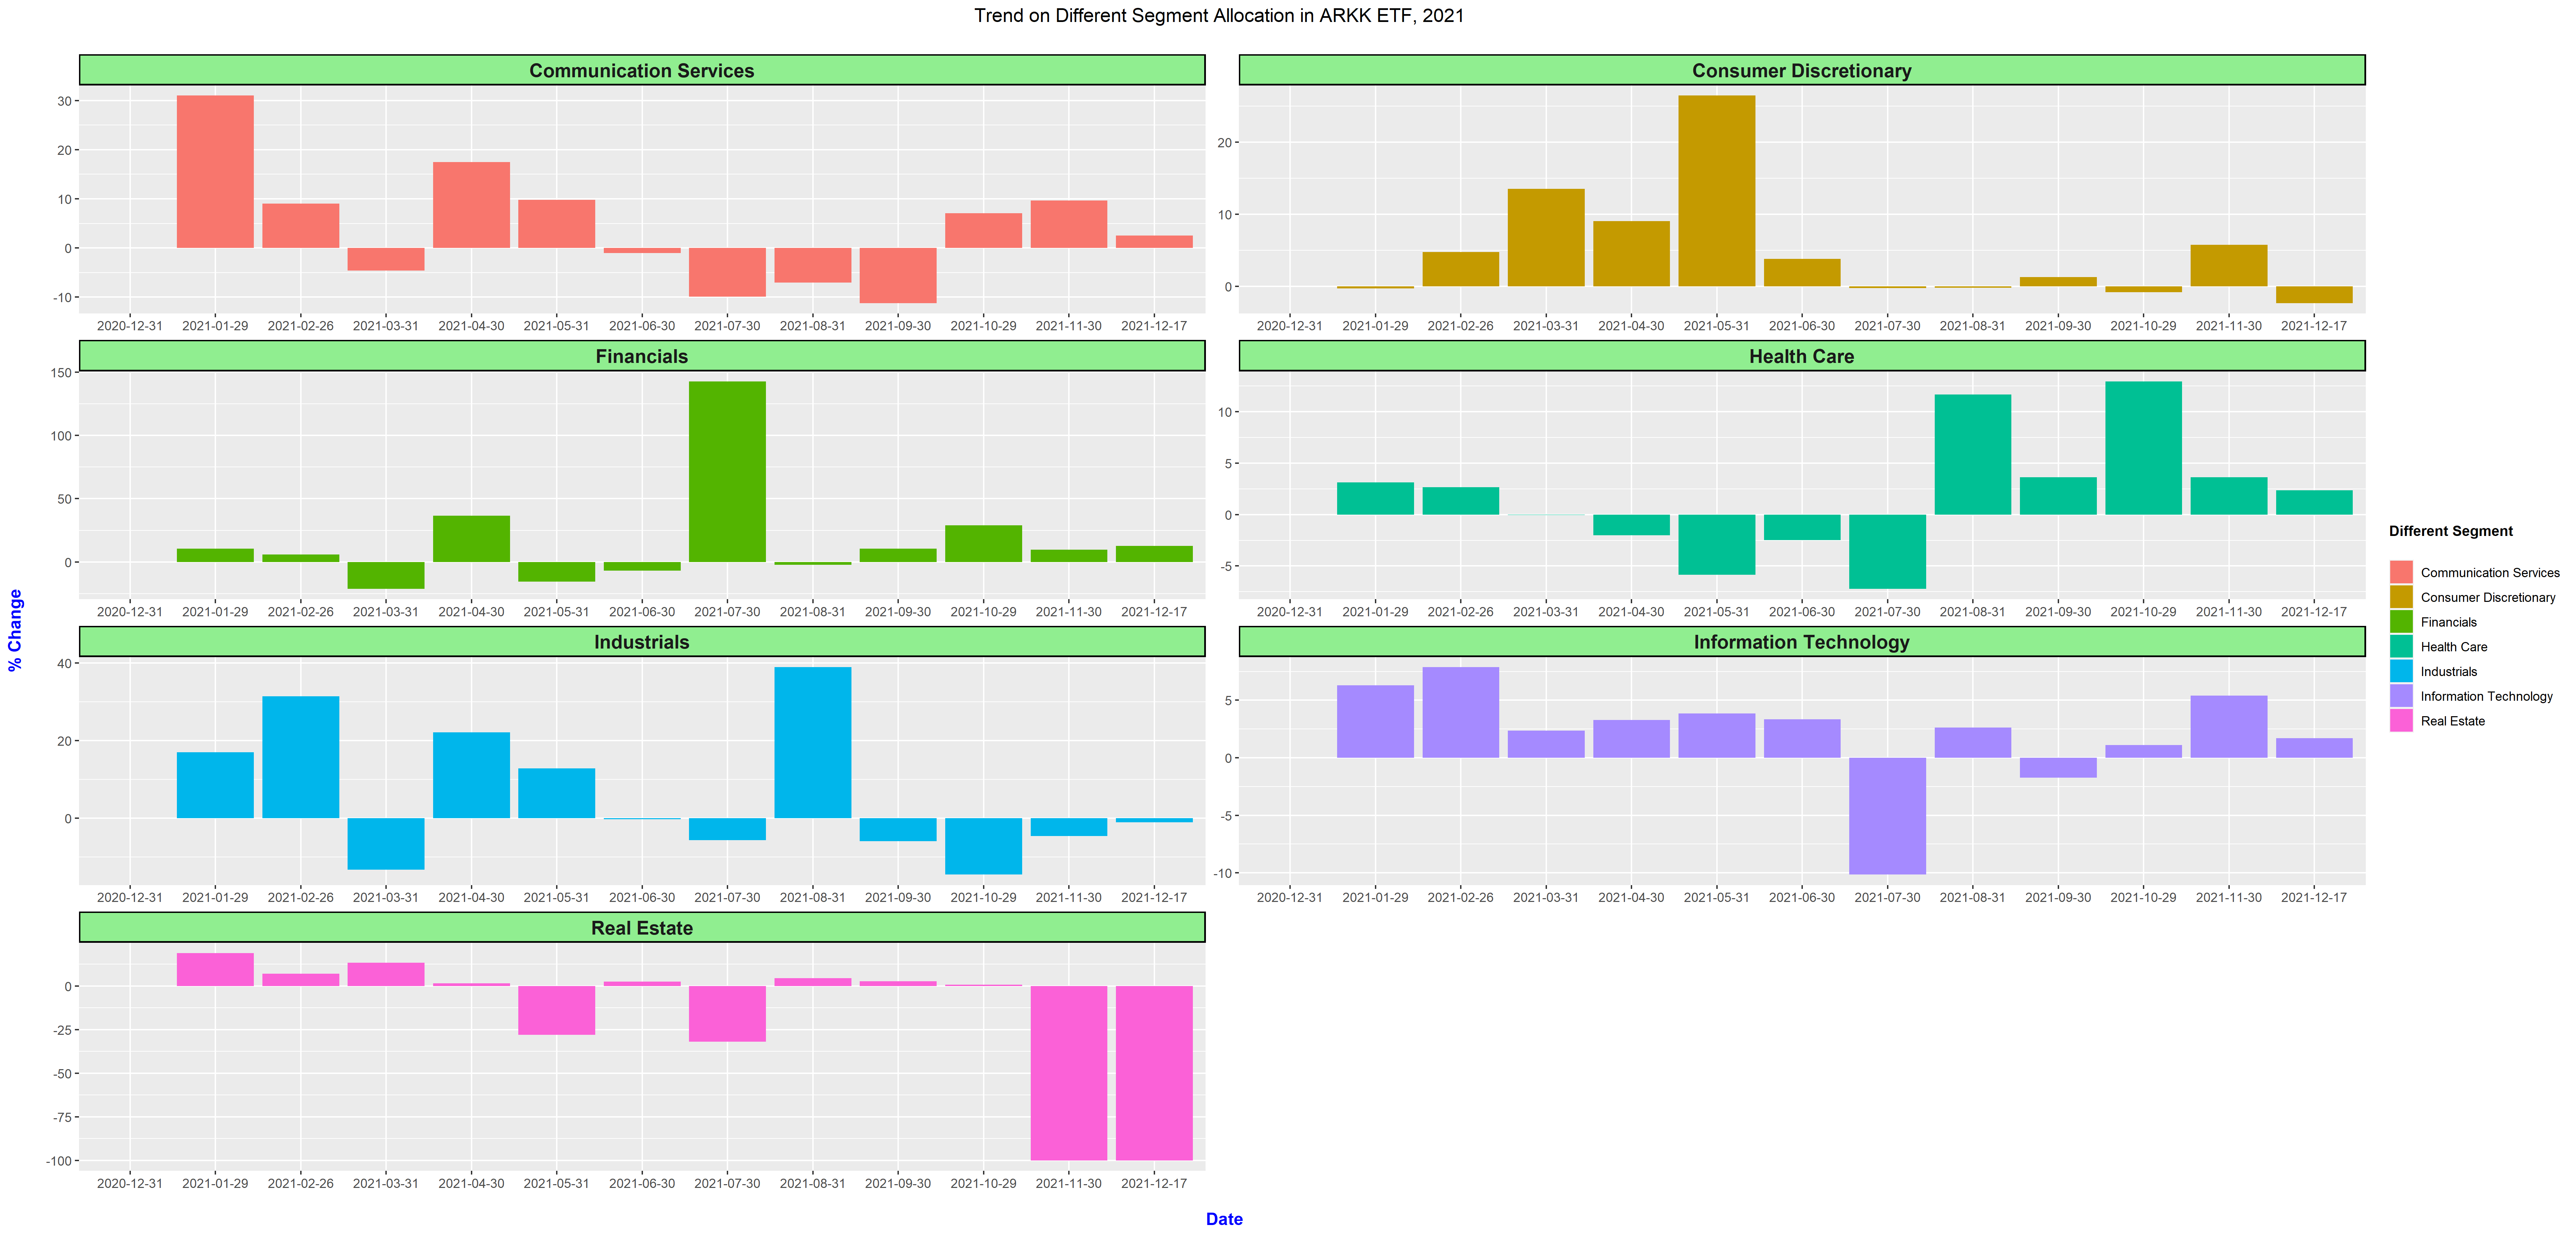 Trend on Different Segment Allocation in ARKK ETF, 2021
Communication Services
30
20
10
0
-10
2020-12-31 2021-01-29 2021-02-26 2021-03-31 2021-04-30 2021-05-31 2021-06-30 2021-07-30 2021-08-31 2021-09-30 2021-10-29 2021-11-30 2021-12-17
Consumer Discretionary
20
10
0
2020-12-31 2021-01-29 2021-02-26 2021-03-31 2021-04-30 2021-05-31 2021-06-30 2021-07-30 2021-08-31 2021-09-30 2021-10-29 2021-11-30 2021-12-17
Financials
150
100
50
0
2020-12-31 2021-01-29 2021-02-26 2021-03-31 2021-04-30 2021-05-31 2021-06-30 2021-07-30 2021-08-31 2021-09-30 2021-10-29 2021-11-30 2021-12-17
Health Care
10
5
0
-5
2020-12-31 2021-01-29 2021-02-26 2021-03-31 2021-04-30 2021-05-31 2021-06-30 2021-07-30 2021-08-31 2021-09-30 2021-10-29 2021-11-30 2021-12-17
Industrials
40
20
0
2020-12-31 2021-01-29 2021-02-26 2021-03-31 2021-04-30 2021-05-31 2021-06-30 2021-07-30 2021-08-31 2021-09-30 2021-10-29 2021-11-30 2021-12-17
Information Technology
5
0
-5
-10
2020-12-31 2021-01-29 2021-02-26 2021-03-31 2021-04-30 2021-05-31 2021-06-30 2021-07-30 2021-08-31 2021-09-30 2021-10-29 2021-11-30 2021-12-17
Real Estate
0
-25
-50
-75
-100
2020-12-31 2021-01-29 2021-02-26 2021-03-31 2021-04-30 2021-05-31 2021-06-30 2021-07-30 2021-08-31 2021-09-30 2021-10-29 2021-11-30 2021-12-17
% Change
Date
Different Segment
Communication Services
Consumer Discretionary
Financials
Health Care
Industrials
Information Technology
Real Estate